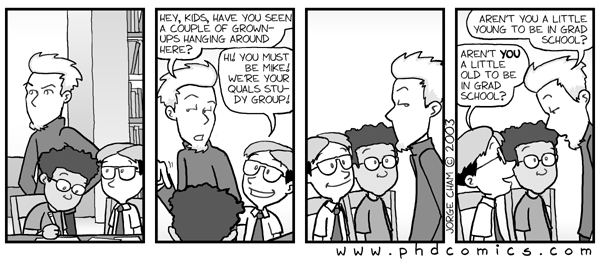 HEY, KIDS, HAVE YOU SEEN
A COUPLE OF GROWN-
UPS HANGING AROUND
HERE?
HI! YOU MUST
BE MIKE!
WE'RE YOUR
QUALS STU-
DY GROUP!
JORGE CHAM © 2003
AREN'T YOU A LITTLE
YOUNG TO BE IN GRAD
SCHOOL?
AREN'T YOU
A LITTLE
OLD TO BE
IN GRAD
SCHOOL?
www.phdcomics.com